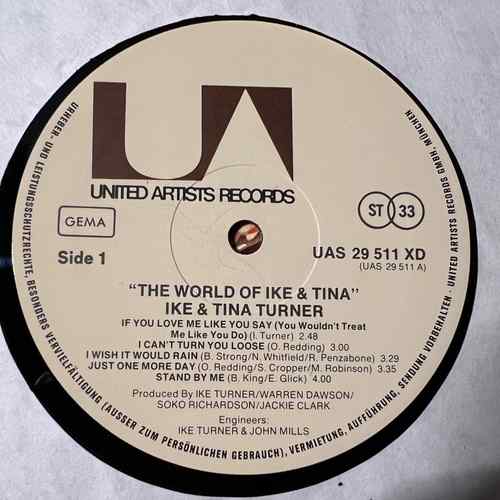 UA
UNITED ARTISTS RECORDS
GEMA
ST 33
Side 1
UAS 29 511 XD
(UAS 29 511 A)
"THE WORLD OF IKE & TINA"
IKE & TINA TURNER
IF YOU LOVE ME LIKE YOU SAY (You Wouldn't Treat
Me Like You Do) (I. Turner) 2.48
I CAN'T TURN YOU LOOSE (O. Redding)
I WISH IT WOULD RAIN (B. Strong/N. Whitfield/R. Penzabone) 3.29
JUST ONE MORE DAY (O. Redding/S. Cropper/M. Robinson) 3.35
STAND BY ME (B. King/E. Glick) 4.00
Produced By IKE TURNER/WARREN DAWSON/
SOKO RICHARDSON/JACKIE CLARK
Engineers:
IKE TURNER & JOHN MILLS
URHEBER- UND LEISTUNGSSCHUTZRECHTE, BESONDERS VERVIELFÄLTIGUNG (AUSSER ZUM PERSÖNLICHEN GEBRAUCH), VERMIETUNG, AUFFÜHRUNG, SENDUNG VORBEHALTEN · UNITED ARTISTS RECORDS GMBH, MÜNCHEN